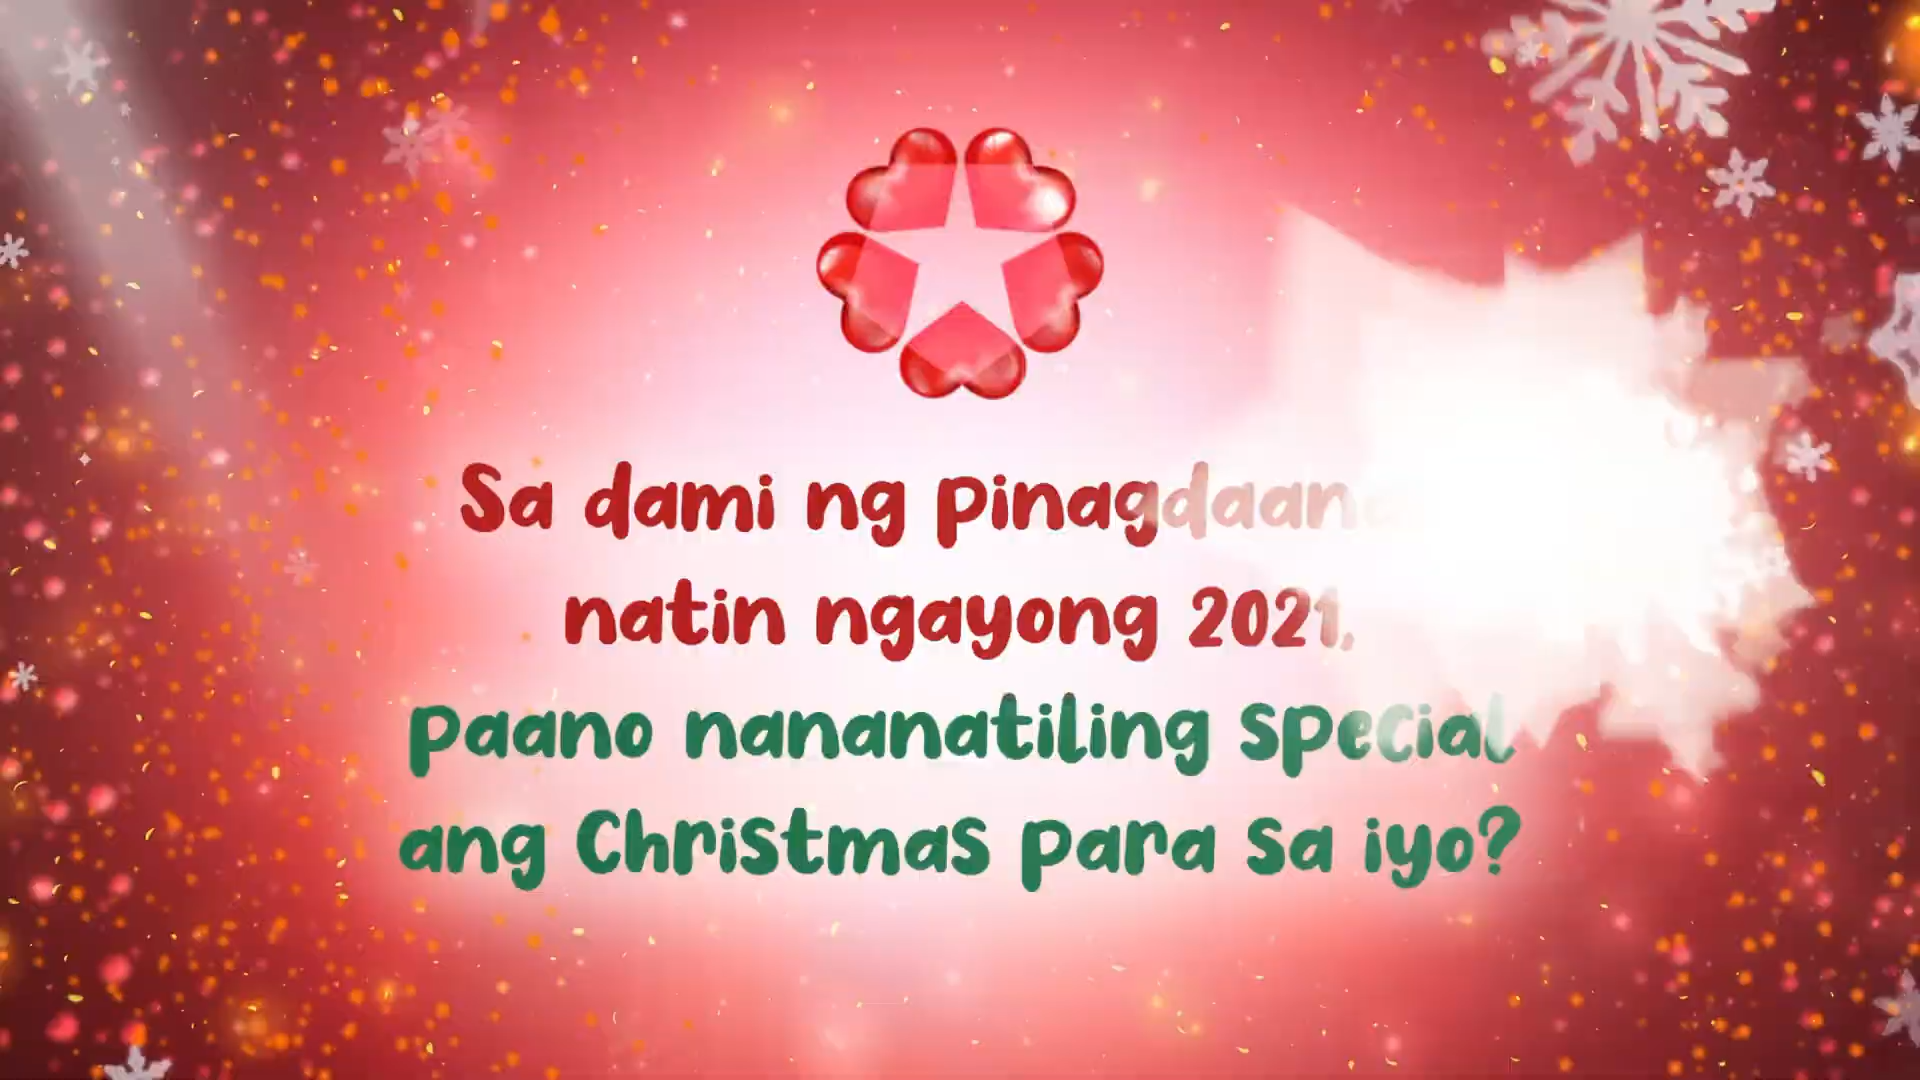 Sa dami ng
natin ngayong 2021,
paano nananatiling special
ang Christmas para sa iyo?